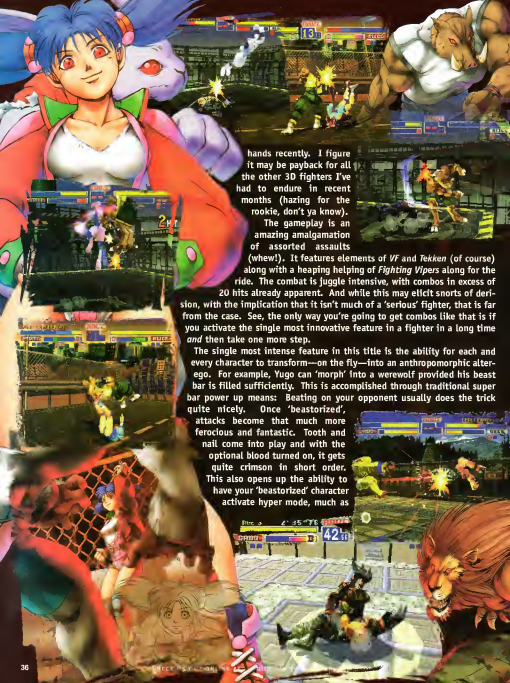 hands recently. I figure
it may be payback for all
the other 3D fighters I've
had to endure in recent
months (hazing for the
rookie, don't ya know).
The gameplay is an
amazing amalgamation
of assorted assaults
(whew!). It features elements of VF and Tekken (of course)
along with a heaping helping of Fighting Vipers along for the
ride. The combat is juggle intensive, with combos in excess of
20 hits already apparent. And while this may elicit snorts of deri-
sion, with the implication that it isn't much of a 'serious' fighter, that is far
from the case. See, the only way you're going to get combos like that is if
you activate the single most innovative feature in a fighter in a long time
and then take one more step.
The single most intense feature in this title is the ability for each and
every character to transform—on the fly—into an anthropomorphic alter-
ego. For example, Yugo can 'morph' into a werewolf provided his beast
bar is filled sufficiently. This is accomplished through traditional super
bar power up means: Beating on your opponent usually does the trick
quite nicely. Once 'beastorized',
attacks become that much more
ferocious and fantastic. Tooth and
nail come into play and with the
optional blood turned on, it gets
quite crimson in short order.
This also opens up the ability to
have your 'beastorized' character
activate hyper mode, much as
36